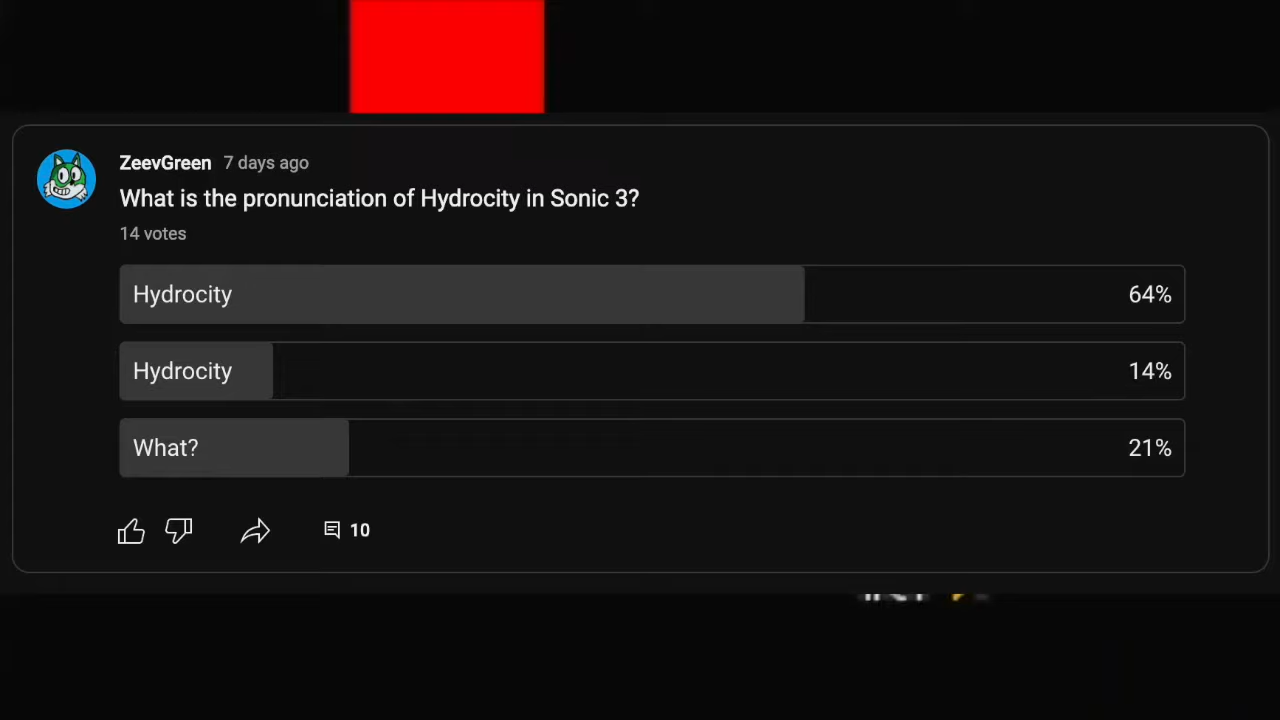 ZeevGreen 7 days ago
What is the pronunciation of Hydrocity in Sonic 3?
14 votes
Hydrocity 64%
Hydrocity 14%
What? 21%
10